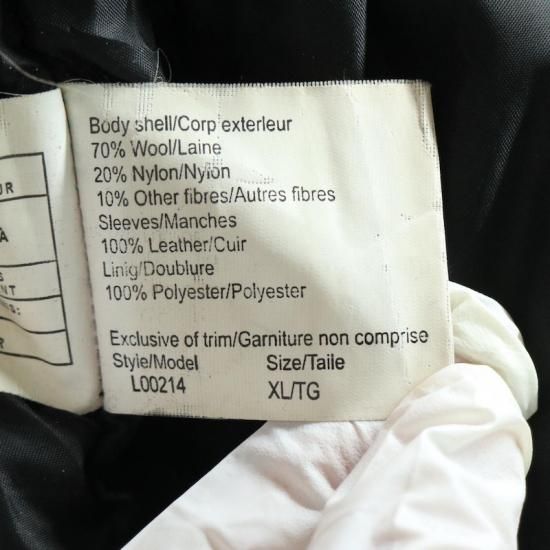 Body shell/Corp exterleur
70% Wool/Laine
20% Nylon/Nylon
10% Other fibres/Autres fibres
Sleeves/Manches
100% Leather/Cuir
Linig/Doublure
100% Polyester/Polyester
Exclusive of trim/Garniture non comprise
Style/Model Size/Taile
L00214 XL/TG